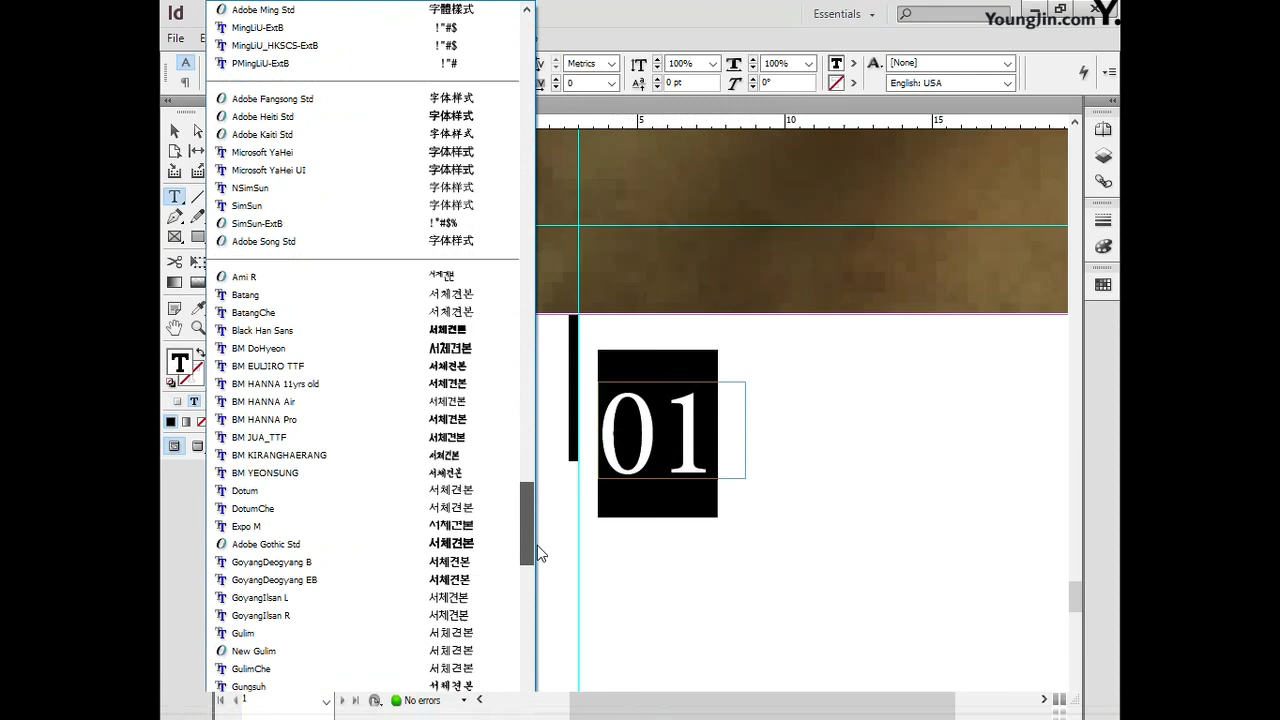 Id
Essentials
YoungJin.com Y.
File
Metrics
100%
100%
[None]
0
0 pt
0°
English: USA
5
10
15
Adobe Ming Std 字體樣式
MingLiU-ExtB !"#$
MingLiU_HKSCS-ExtB !"#$
PMingLiU-ExtB !"#
Adobe Fangsong Std 字体样式
Adobe Heiti Std 字体样式
Adobe Kaiti Std 字体样式
Microsoft YaHei 字体样式
Microsoft YaHei UI 字体样式
NSimSun 字体样式
SimSun 字体样式
SimSun-ExtB !"#$%
Adobe Song Std 字体样式
Ami R 서체견본
Batang 서체견본
BatangChe 서체견본
Black Han Sans 서체견본
BM DoHyeon 서체견본
BM EULJIRO TTF 서체견본
BM HANNA 11yrs old 서체견본
BM HANNA Air 서체견본
BM HANNA Pro 서체견본
BM JUA_TTF 서체견본
BM KIRANGHAERANG 서체견본
BM YEONSUNG 서체견본
Dotum 서체견본
DotumChe 서체견본
Expo M 서체견본
Adobe Gothic Std 서체견본
GoyangDeogyang B 서체견본
GoyangDeogyang EB 서체견본
GoyangIlsan L 서체견본
GoyangIlsan R 서체견본
Gulim 서체견본
New Gulim 서체견본
GulimChe 서체견본
Gungsuh 서체견본
01
1
No errors